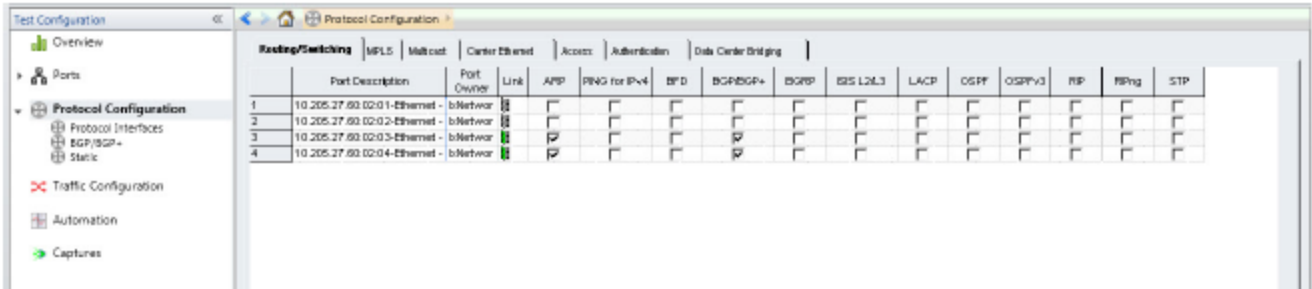 Test Configuration
Overview
Ports
Protocol Configuration
Protocol Interfaces
BGP/BGP+
Static
Traffic Configuration
Automation
Captures
Protocol Configuration
Routing/Switching MPLS Multicast Carrier Ethernet Access Authentication Data Center Bridging
Port Description Port Owner Link ARP PING for IPv4 BFD BGP/BGP+ EIGRP ISIS L2/L3 LACP OSPF OSPFv3 RIP RIPng STP
1 10.205.27.60:02:01-Ethernet - bNetwor
2 10.205.27.60:02:02-Ethernet - bNetwor
3 10.205.27.60:02:03-Ethernet - bNetwor
4 10.205.27.60:02:04-Ethernet - bNetwor